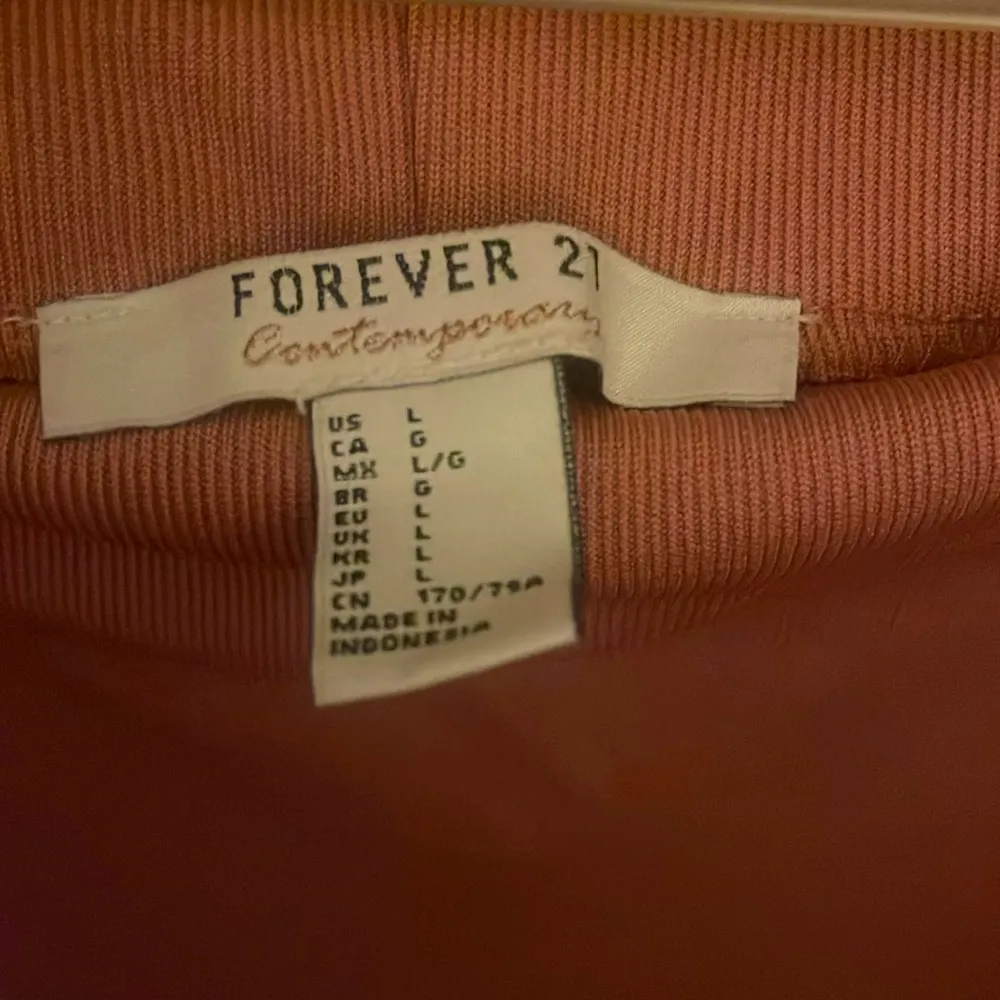 FOREVER 21
Contemporary
US L
CA G
MX L/G
BR G
EU L
UK L
KR L
JP L
CN 170/79A
MADE IN
INDONESIA